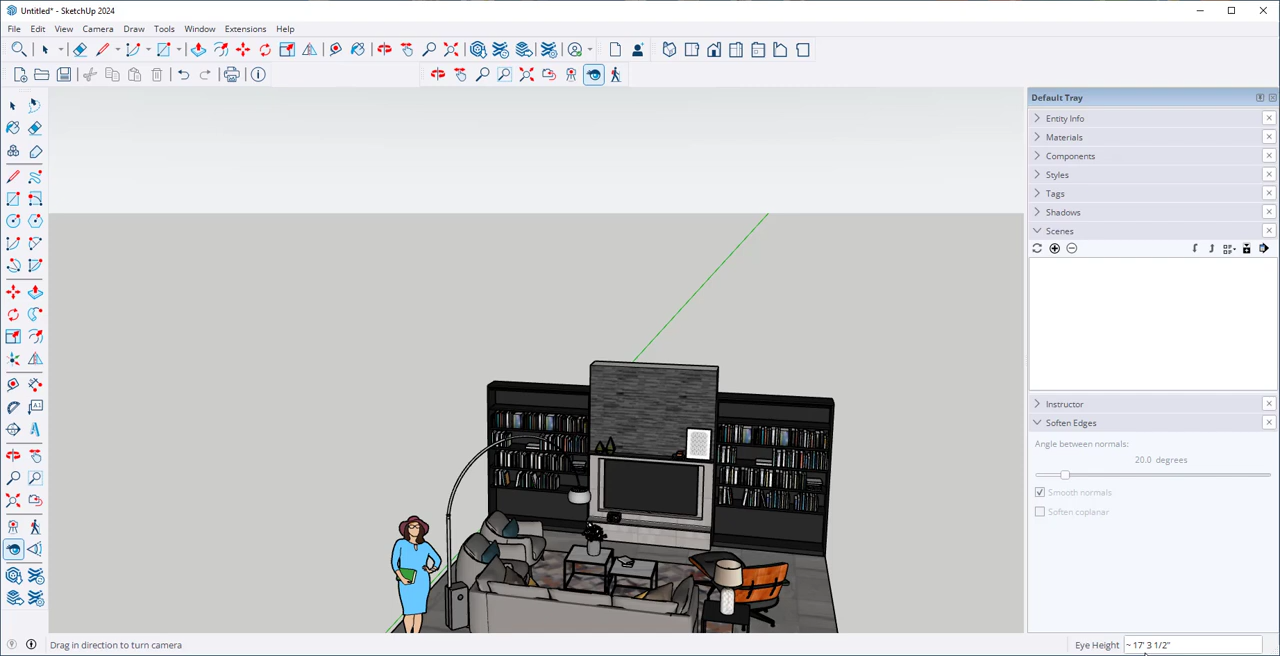 Untitled* - SketchUp 2024
File Edit View Camera Draw Tools Window Extensions Help
Default Tray
Entity Info
Materials
Components
Styles
Tags
Shadows
Scenes
Instructor
Soften Edges
Angle between normals:
20.0 degrees
Smooth normals
Soften coplanar
Drag in direction to turn camera
Eye Height ~ 17' 3 1/2"